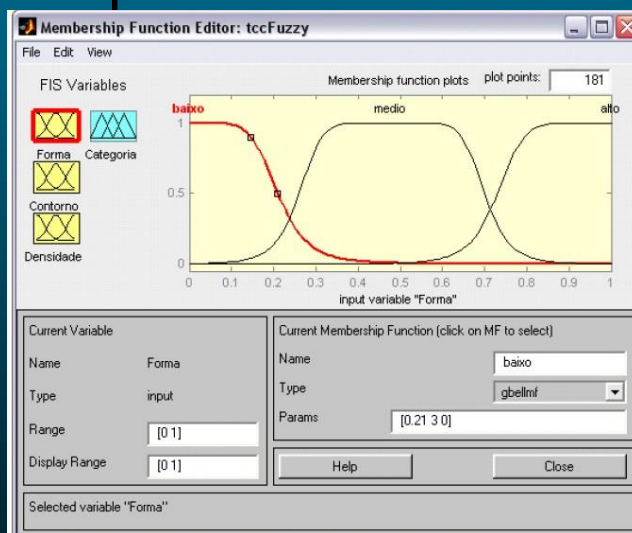 Membership Function Editor: tccFuzzy
File Edit View
FIS Variables
Forma Categoria
Contorno
Densidade
Membership function plots plot points: 181
baixo medio alto
1
0.5
0
0 0.1 0.2 0.3 0.4 0.5 0.6 0.7 0.8 0.9 1
input variable "Forma"
Current Variable
Name Forma
Type input
Range [0 1]
Display Range [0 1]
Current Membership Function (click on MF to select)
Name baixo
Type gbellmf
Params [0.21 3 0]
Help Close
Selected variable "Forma"